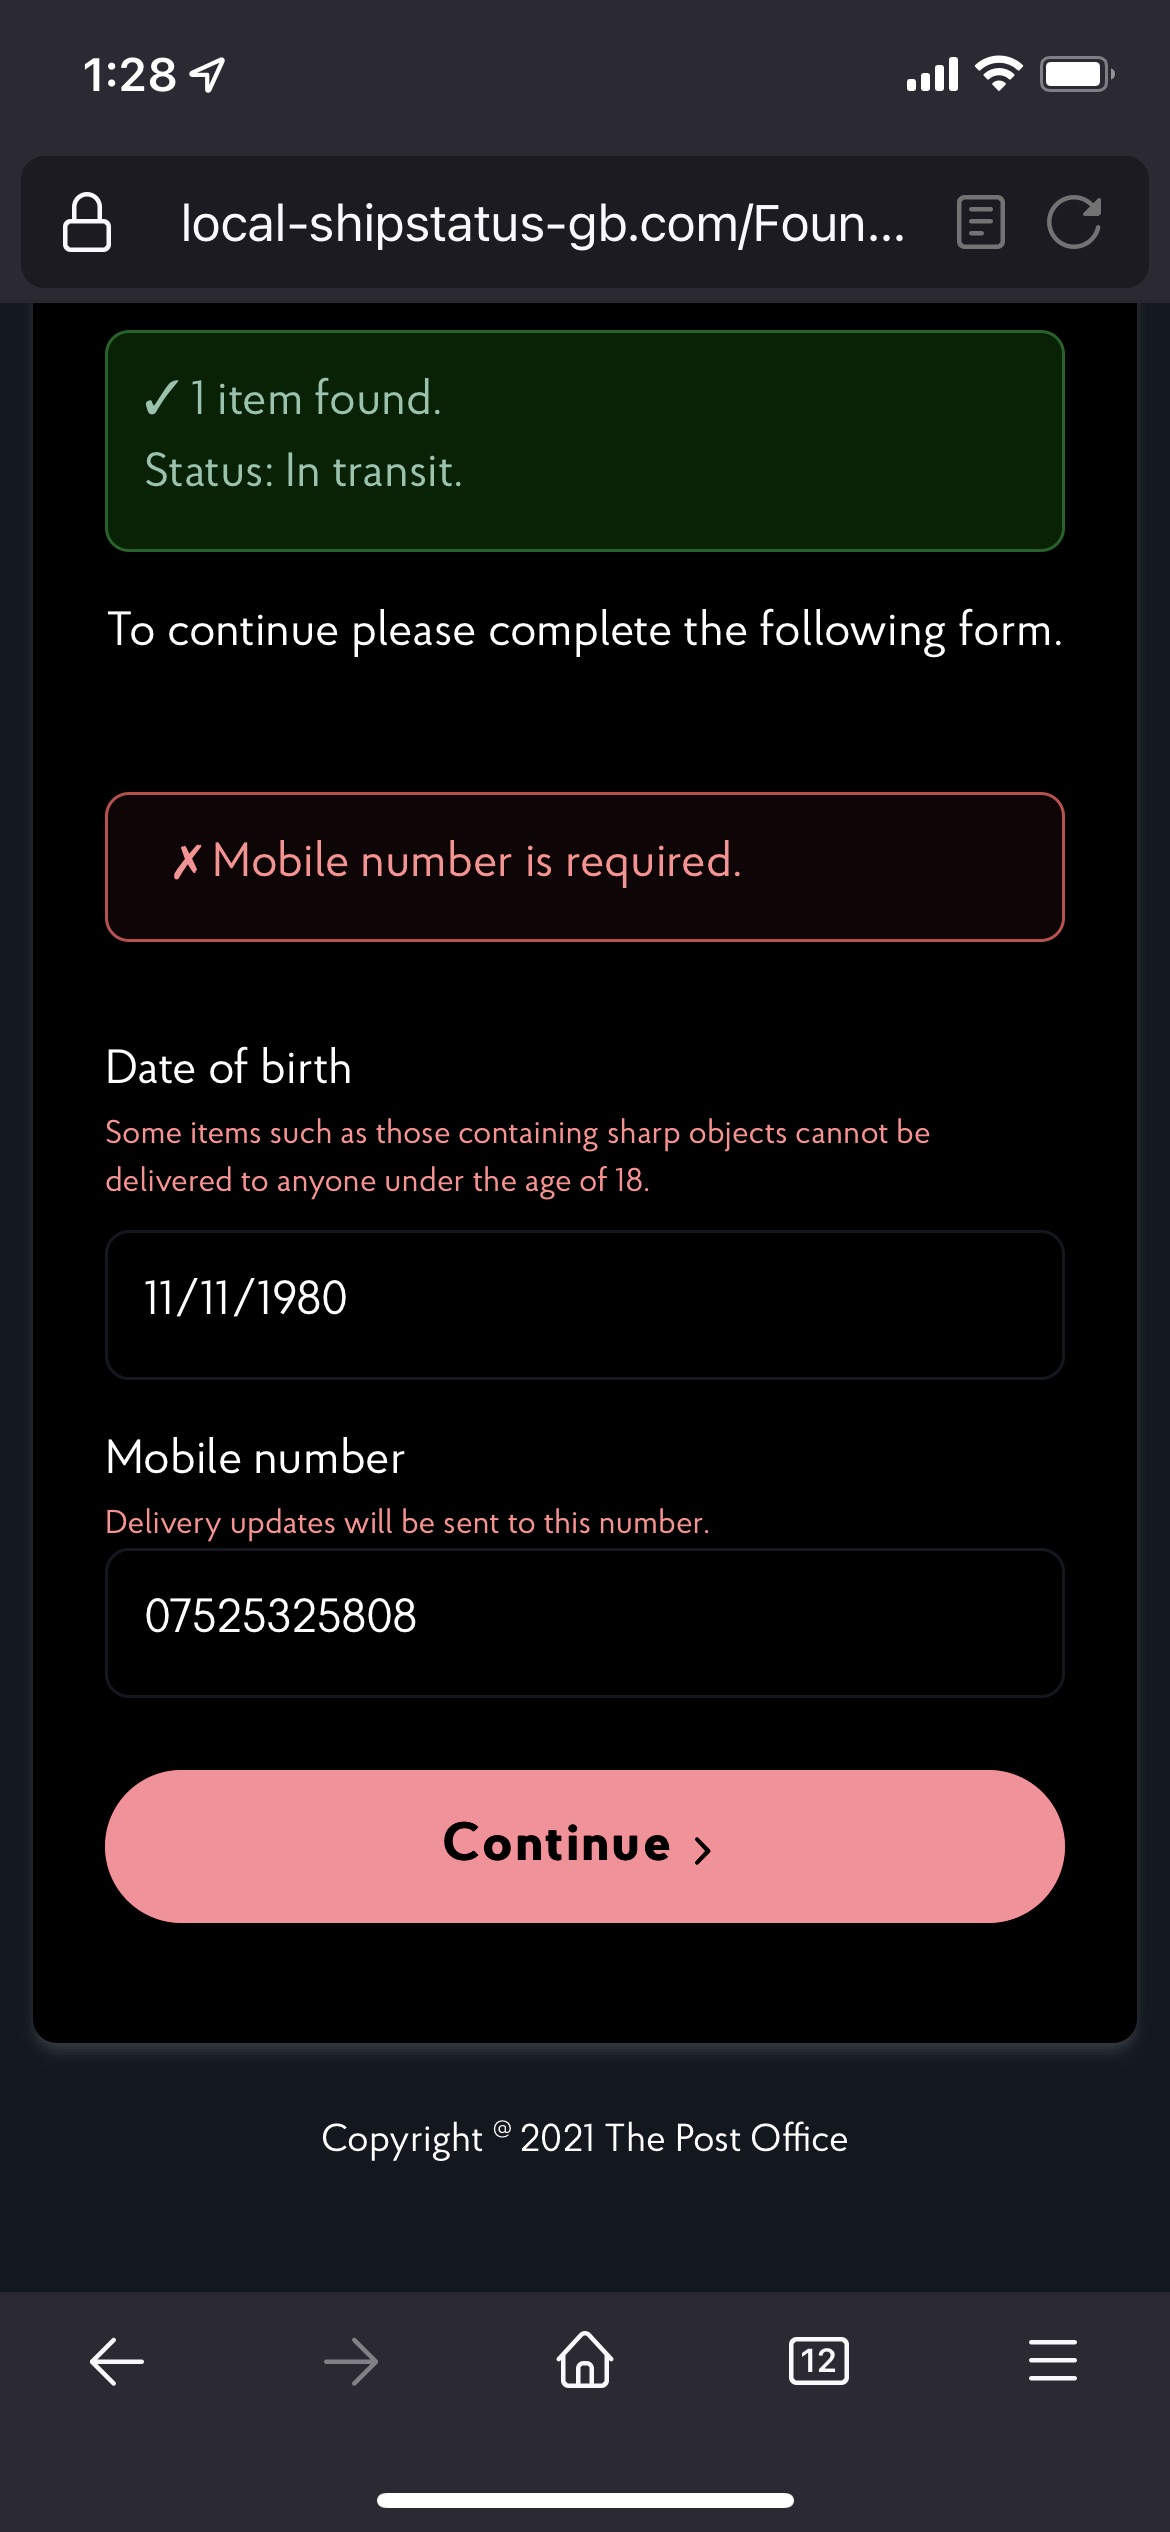 1:28
local-shipstatus-gb.com/Foun...
✓ 1 item found.
Status: In transit.
To continue please complete the following form.
✗ Mobile number is required.
Date of birth
Some items such as those containing sharp objects cannot be
delivered to anyone under the age of 18.
11/11/1980
Mobile number
Delivery updates will be sent to this number.
07525325808
Continue >
Copyright @ 2021 The Post Office
12